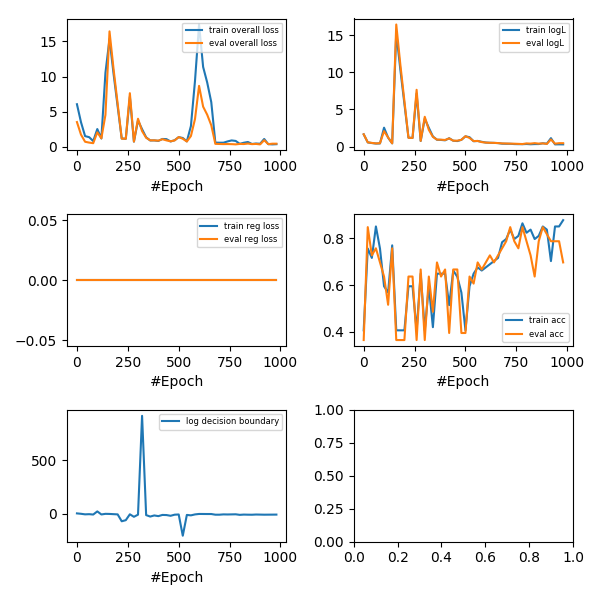 train overall loss
eval overall loss
15
10
5
0
0 250 500 750 1000
#Epoch
train logL
eval logL
15
10
5
0
0 250 500 750 1000
#Epoch
train reg loss
eval reg loss
0.05
0.00
−0.05
0 250 500 750 1000
#Epoch
train acc
eval acc
0.8
0.6
0.4
0 250 500 750 1000
#Epoch
log decision boundary
500
0
0 250 500 750 1000
#Epoch
1.00
0.75
0.50
0.25
0.00
0.0 0.2 0.4 0.6 0.8 1.0